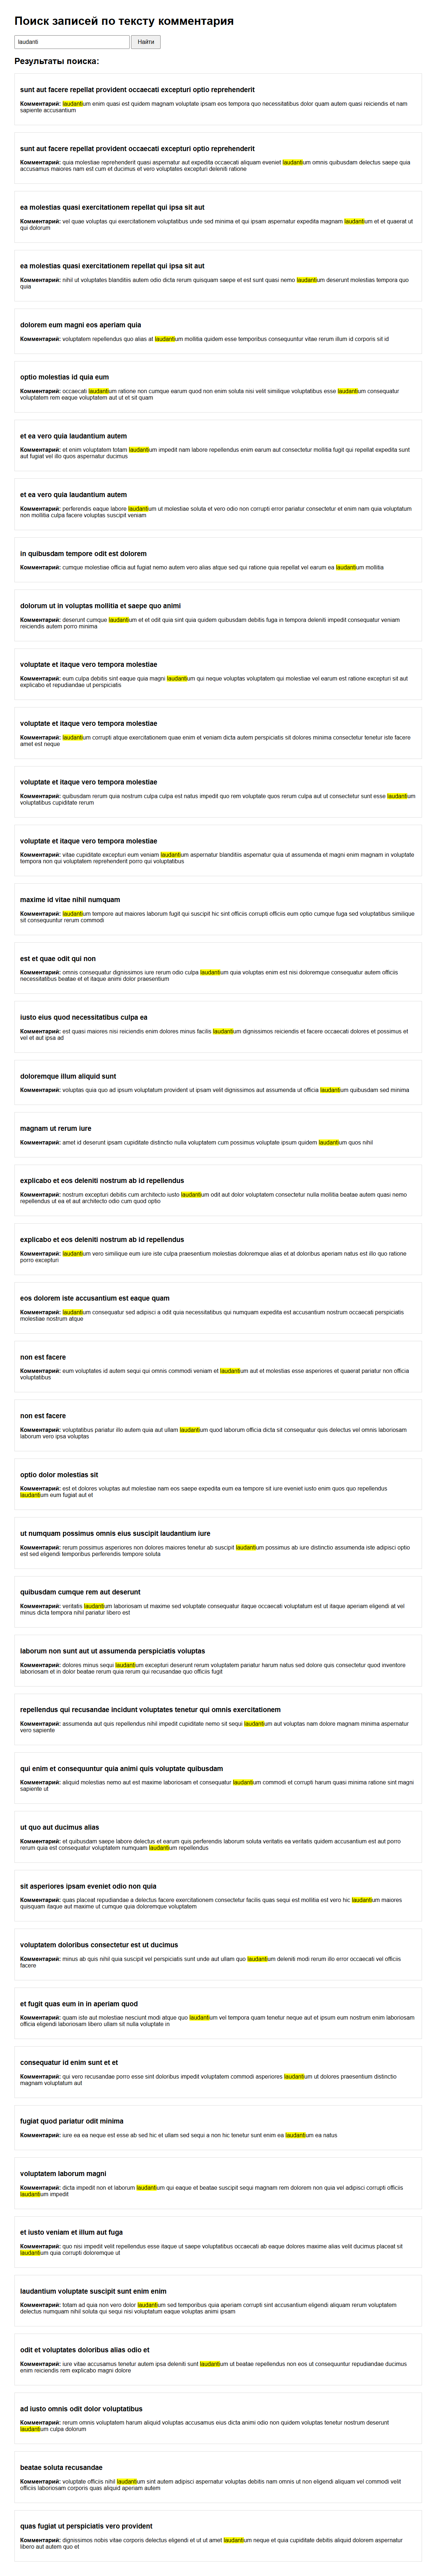 Поиск записей по тексту комментария
laudanti
Найти
Результаты поиска:
sunt aut facere repellat provident occaecati excepturi optio reprehenderit
Комментарий: laudantium enim quasi est quidem magnam voluptate ipsam eos tempora quo necessitatibus dolor quam autem quasi reiciendis et nam
sapiente accusantium
sunt aut facere repellat provident occaecati excepturi optio reprehenderit
Комментарий: quia molestiae reprehenderit quasi aspernatur aut expedita occaecati aliquam eveniet laudantium omnis quibusdam delectus saepe quia
accusamus maiores nam est cum et ducimus et vero voluptates excepturi deleniti ratione
ea molestias quasi exercitationem repellat qui ipsa sit aut
Комментарий: vel quae voluptas qui exercitationem voluptatibus unde sed minima et qui ipsam aspernatur expedita magnam laudantium et et quaerat ut
qui dolorum
ea molestias quasi exercitationem repellat qui ipsa sit aut
Комментарий: nihil ut voluptates blanditiis autem odio dicta rerum quisquam saepe et est sunt quasi nemo laudantium deserunt molestias tempora quo
quia
dolorem eum magni eos aperiam quia
Комментарий: voluptatem repellendus quo alias at laudantium mollitia quidem esse temporibus consequuntur vitae rerum illum id corporis sit id
optio molestias id quia eum
Комментарий: occaecati laudantium ratione non cumque earum quod non enim soluta nisi velit similique voluptatibus esse laudantium consequatur
voluptatem rem eaque voluptatem aut ut et sit quam
et ea vero quia laudantium autem
Комментарий: et enim voluptatem totam laudantium impedit nam labore repellendus enim earum aut consectetur mollitia fugit qui repellat expedita sunt
aut fugiat vel illo quos aspernatur ducimus
et ea vero quia laudantium autem
Комментарий: perferendis eaque labore laudantium ut molestiae soluta et vero odio non corrupti error pariatur consectetur et enim nam quia voluptatum
non mollitia culpa facere voluptas suscipit veniam
in quibusdam tempore odit est dolorem
Комментарий: cumque molestiae officia aut fugiat nemo autem vero alias atque sed qui ratione quia repellat vel earum ea laudantium mollitia
dolorum ut in voluptas mollitia et saepe quo animi
Комментарий: deserunt cumque laudantium et et odit quia sint quia quidem quibusdam debitis fuga in tempora deleniti impedit consequatur veniam
reiciendis autem porro minima
voluptate et itaque vero tempora molestiae
Комментарий: eum culpa debitis sint eaque quia magni laudantium qui neque voluptas voluptatem qui molestiae vel earum est ratione excepturi sit aut
explicabo et repudiandae ut perspiciatis
voluptate et itaque vero tempora molestiae
Комментарий: laudantium corrupti atque exercitationem quae enim et veniam dicta autem perspiciatis sit dolores minima consectetur tenetur iste facere
amet est neque
voluptate et itaque vero tempora molestiae
Комментарий: quibusdam rerum quia nostrum culpa culpa est natus impedit quo rem voluptate quos rerum culpa aut ut consectetur sunt esse laudantium
voluptatibus cupiditate rerum
voluptate et itaque vero tempora molestiae
Комментарий: vitae cupiditate excepturi eum veniam laudantium aspernatur blanditiis aspernatur quia ut assumenda et magni enim magnam in voluptate
tempora non qui voluptatem reprehenderit porro qui voluptatibus
maxime id vitae nihil numquam
Комментарий: laudantium tempore aut maiores laborum fugit qui suscipit hic sint officiis corrupti officiis eum optio cumque fuga sed voluptatibus similique
sit consequuntur rerum commodi
est et quae odit qui non
Комментарий: omnis consequatur dignissimos iure rerum odio culpa laudantium quia voluptas enim est nisi doloremque consequatur autem officiis
necessitatibus beatae et et itaque animi dolor praesentium
iusto eius quod necessitatibus culpa ea
Комментарий: est quasi maiores nisi reiciendis enim dolores minus facilis laudantium dignissimos reiciendis et facere occaecati dolores et possimus et
vel et aut ipsa ad
doloremque illum aliquid sunt
Комментарий: voluptas quia quo ad ipsum voluptatum provident ut ipsam velit dignissimos aut assumenda ut officia laudantium quibusdam sed minima
magnam ut rerum iure
Комментарий: amet id deserunt ipsam cupiditate distinctio nulla voluptatem cum possimus voluptate ipsum quidem laudantium quos nihil
explicabo et eos deleniti nostrum ab id repellendus
Комментарий: nostrum excepturi debitis cum architecto iusto laudantium odit aut dolor voluptatem consectetur nulla mollitia beatae autem quasi nemo
repellendus ut ea et aut architecto odio cum quod optio
explicabo et eos deleniti nostrum ab id repellendus
Комментарий: laudantium vero similique eum iure iste culpa praesentium molestias doloremque alias et at doloribus aperiam natus est illo quo ratione
porro excepturi
eos dolorem iste accusantium est eaque quam
Комментарий: laudantium consequatur sed adipisci a odit quia necessitatibus qui numquam expedita est accusantium nostrum occaecati perspiciatis
molestiae nostrum atque
non est facere
Комментарий: eum voluptates id autem sequi qui omnis commodi veniam et laudantium aut et molestias esse asperiores et quaerat pariatur non officia
voluptatibus
non est facere
Комментарий: voluptatibus pariatur illo autem quia aut ullam laudantium quod laborum officia dicta sit consequatur quis delectus vel omnis laboriosam
laborum vero ipsa voluptas
optio dolor molestias sit
Комментарий: est et dolores voluptas aut molestiae nam eos saepe expedita eum ea tempore sit iure eveniet iusto enim quos quo repellendus
laudantium eum fugiat aut et
ut numquam possimus omnis eius suscipit laudantium iure
Комментарий: rerum possimus asperiores non dolores maiores tenetur ab suscipit laudantium possimus ab iure distinctio assumenda iste adipisci optio
est sed eligendi temporibus perferendis tempore soluta
quibusdam cumque rem aut deserunt
Комментарий: veritatis laudantium laboriosam ut maxime sed voluptate consequatur itaque occaecati voluptatum est ut itaque aperiam eligendi at vel
minus dicta tempora nihil pariatur libero est
laborum non sunt aut ut assumenda perspiciatis voluptas
Комментарий: dolores minus sequi laudantium excepturi deserunt rerum voluptatem pariatur harum natus sed dolore quis consectetur quod inventore
laboriosam et in dolor beatae rerum quia rerum qui recusandae quo officiis fugit
repellendus qui recusandae incidunt voluptates tenetur qui omnis exercitationem
Комментарий: assumenda aut quis repellendus nihil impedit cupiditate nemo sit sequi laudantium aut voluptas nam dolore magnam minima aspernatur
vero sapiente
qui enim et consequuntur quia animi quis voluptate quibusdam
Комментарий: aliquid molestias nemo aut est maxime laboriosam et consequatur laudantium commodi et corrupti harum quasi minima ratione sint magni
sapiente ut
ut quo aut ducimus alias
Комментарий: et quibusdam saepe labore delectus et earum quis perferendis laborum soluta veritatis ea veritatis quidem accusantium est aut porro
rerum quia est consequatur voluptatem numquam laudantium repellendus
sit asperiores ipsam eveniet odio non quia
Комментарий: quas placeat repudiandae a delectus facere exercitationem consectetur facilis quas sequi est mollitia est vero hic laudantium maiores
quisquam itaque aut maxime ut cumque quia doloremque voluptatem
voluptatem doloribus consectetur est ut ducimus
Комментарий: minus ab quis nihil quia suscipit vel perspiciatis sunt unde aut ullam quo laudantium deleniti modi rerum illo error occaecati vel officiis
facere
et fugit quas eum in in aperiam quod
Комментарий: quam iste aut molestiae nesciunt modi atque quo laudantium vel tempora quam tenetur neque aut et ipsum eum nostrum enim laboriosam
officia eligendi laboriosam libero ullam sit nulla voluptate in
consequatur id enim sunt et et
Комментарий: qui vero recusandae porro esse sint doloribus impedit voluptatem commodi asperiores laudantium ut dolores praesentium distinctio
magnam voluptatum aut
fugiat quod pariatur odit minima
Комментарий: iure ea ea neque est esse ab sed hic et ullam sed sequi a non hic tenetur sunt enim ea laudantium ea natus
voluptatem laborum magni
Комментарий: dicta impedit non et laborum laudantium qui eaque et beatae suscipit sequi magnam rem dolorem non quia vel adipisci corrupti officiis
laudantium impedit
et iusto veniam et illum aut fuga
Комментарий: quo nisi impedit velit repellendus esse itaque ut saepe voluptatibus occaecati ab eaque dolores maxime alias velit ducimus placeat sit
laudantium quia corrupti doloremque ut
laudantium voluptate suscipit sunt enim enim
Комментарий: totam ad quia non vero dolor laudantium sed temporibus quia aperiam corrupti sint accusantium eligendi aliquam rerum voluptatem
delectus numquam nihil soluta qui sequi nisi voluptatum eaque voluptas animi ipsam
odit et voluptates doloribus alias odio et
Комментарий: iure vitae accusamus tenetur autem ipsa deleniti sunt laudantium ut beatae repellendus non eos ut consequuntur repudiandae ducimus
enim reiciendis rem explicabo magni dolore
ad iusto omnis odit dolor voluptatibus
Комментарий: rerum omnis voluptatem harum aliquid voluptas accusamus eius dicta animi odio non quidem voluptas tenetur nostrum deserunt
laudantium culpa dolorum
beatae soluta recusandae
Комментарий: voluptate officiis nihil laudantium sint autem adipisci aspernatur voluptas debitis nam omnis ut non eligendi aliquam vel commodi velit
officiis laboriosam corporis quas aliquid aperiam autem
quas fugiat ut perspiciatis vero provident
Комментарий: dignissimos nobis vitae corporis delectus eligendi et ut ut amet laudantium neque et quia cupiditate debitis aliquid dolorem aspernatur
libero aut autem quo et